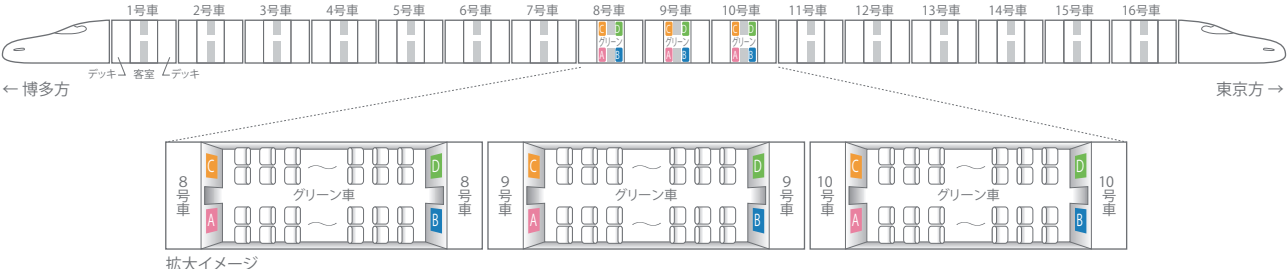 1号車 2号車 3号車 4号車 5号車 6号車 7号車 8号車 9号車 10号車 11号車 12号車 13号車 14号車 15号車 16号車
C D C D C D
グリーン グリーン グリーン
A B A B A B
デッキ 客室 デッキ
← 博多方 東京方 →
8号車 C A グリーン車 D B 8号車
9号車 C A グリーン車 D B 9号車
10号車 C A グリーン車 D B 10号車
拡大イメージ